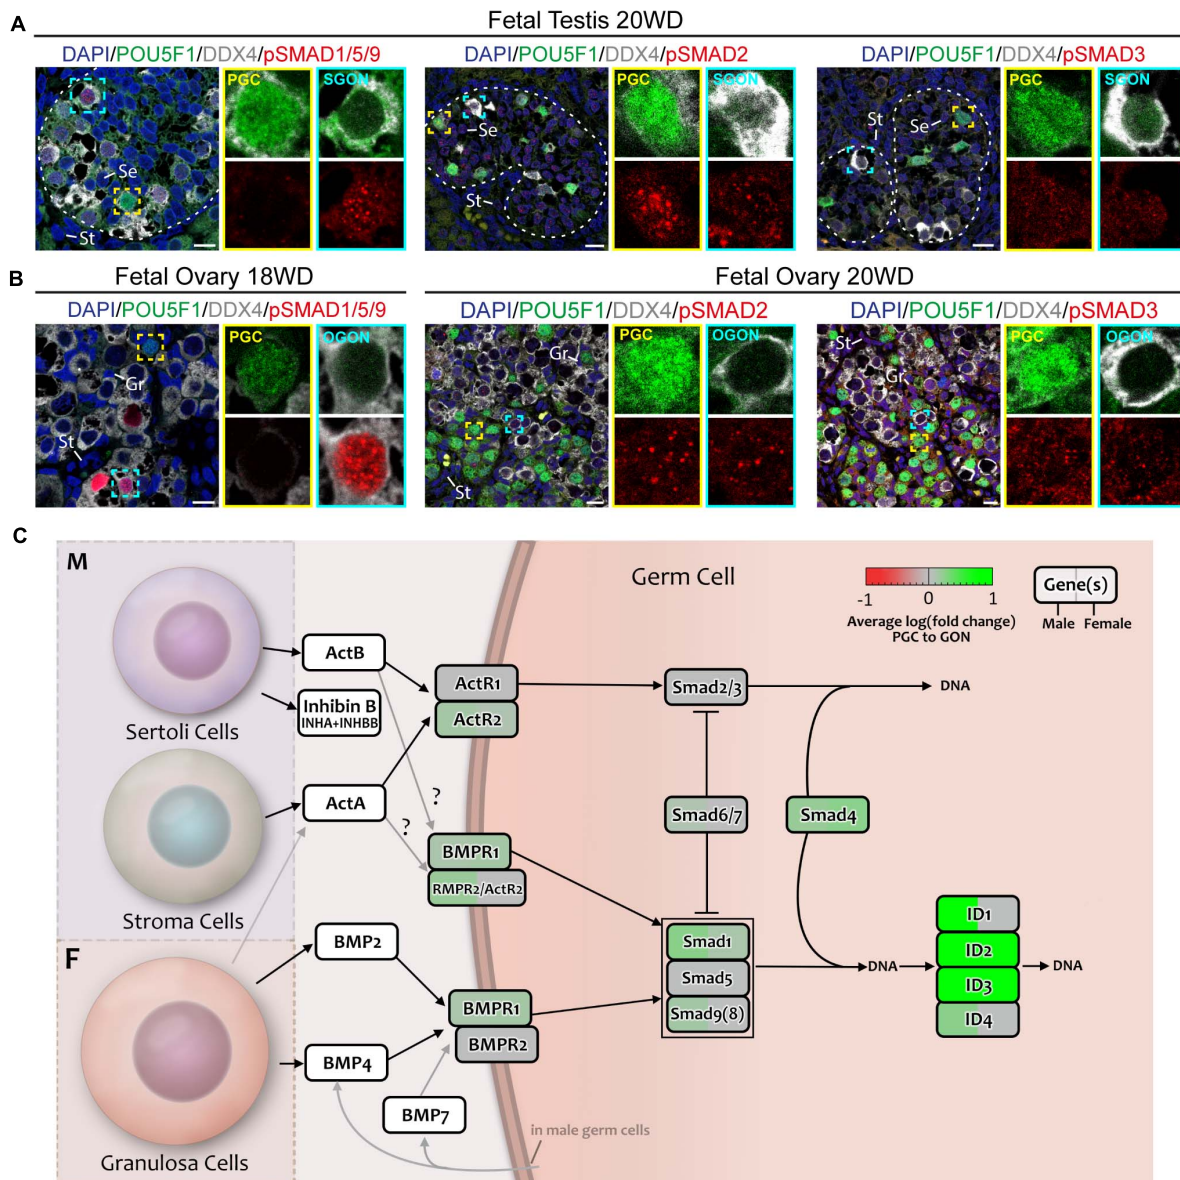 A
Fetal Testis 20WD
DAPI/POU5F1/DDX4/pSMAD1/5/9
DAPI/POU5F1/DDX4/pSMAD2
DAPI/POU5F1/DDX4/pSMAD3
PGC
SGON
Se
St
PGC
SGON
Se
St
PGC
SGON
St
Se
B
Fetal Ovary 18WD
Fetal Ovary 20WD
DAPI/POU5F1/DDX4/pSMAD1/5/9
DAPI/POU5F1/DDX4/pSMAD2
DAPI/POU5F1/DDX4/pSMAD3
PGC
OGON
Gr
St
PGC
OGON
Gr
St
PGC
OGON
St
Gr
C
M
Germ Cell
-1 0 1
Average log(fold change)
PGC to GON
Gene(s)
Male Female
Sertoli Cells
ActB
Inhibin B
INHA+INHBB
Stroma Cells
ActA
?
?
ActR1
ActR2
Smad2/3
DNA
Smad6/7
Smad4
BMPR1
RMPR2/ActR2
F
BMP2
Granulosa Cells
BMP4
BMP7
BMPR1
BMPR2
in male germ cells
Smad1
Smad5
Smad9(8)
DNA
ID1
ID2
ID3
ID4
DNA